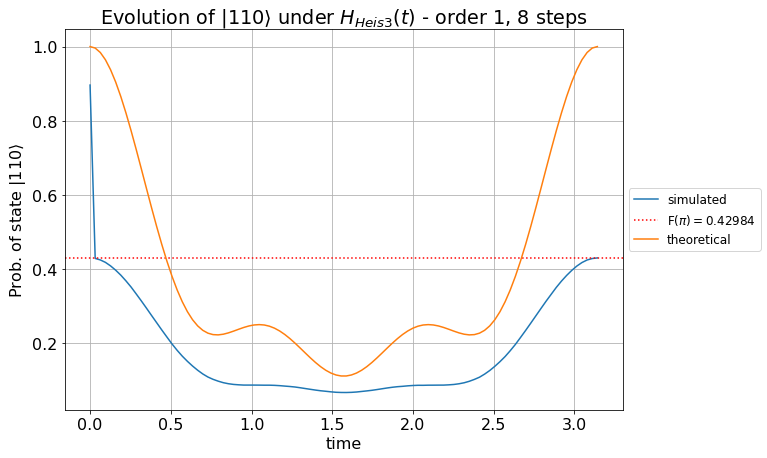 Evolution of |110⟩ under H_{Heis3}(t) - order 1, 8 steps
Prob. of state |110⟩
1.0
0.8
0.6
0.4
0.2
0.0 0.5 1.0 1.5 2.0 2.5 3.0
time
simulated
F(π) = 0.42984
theoretical